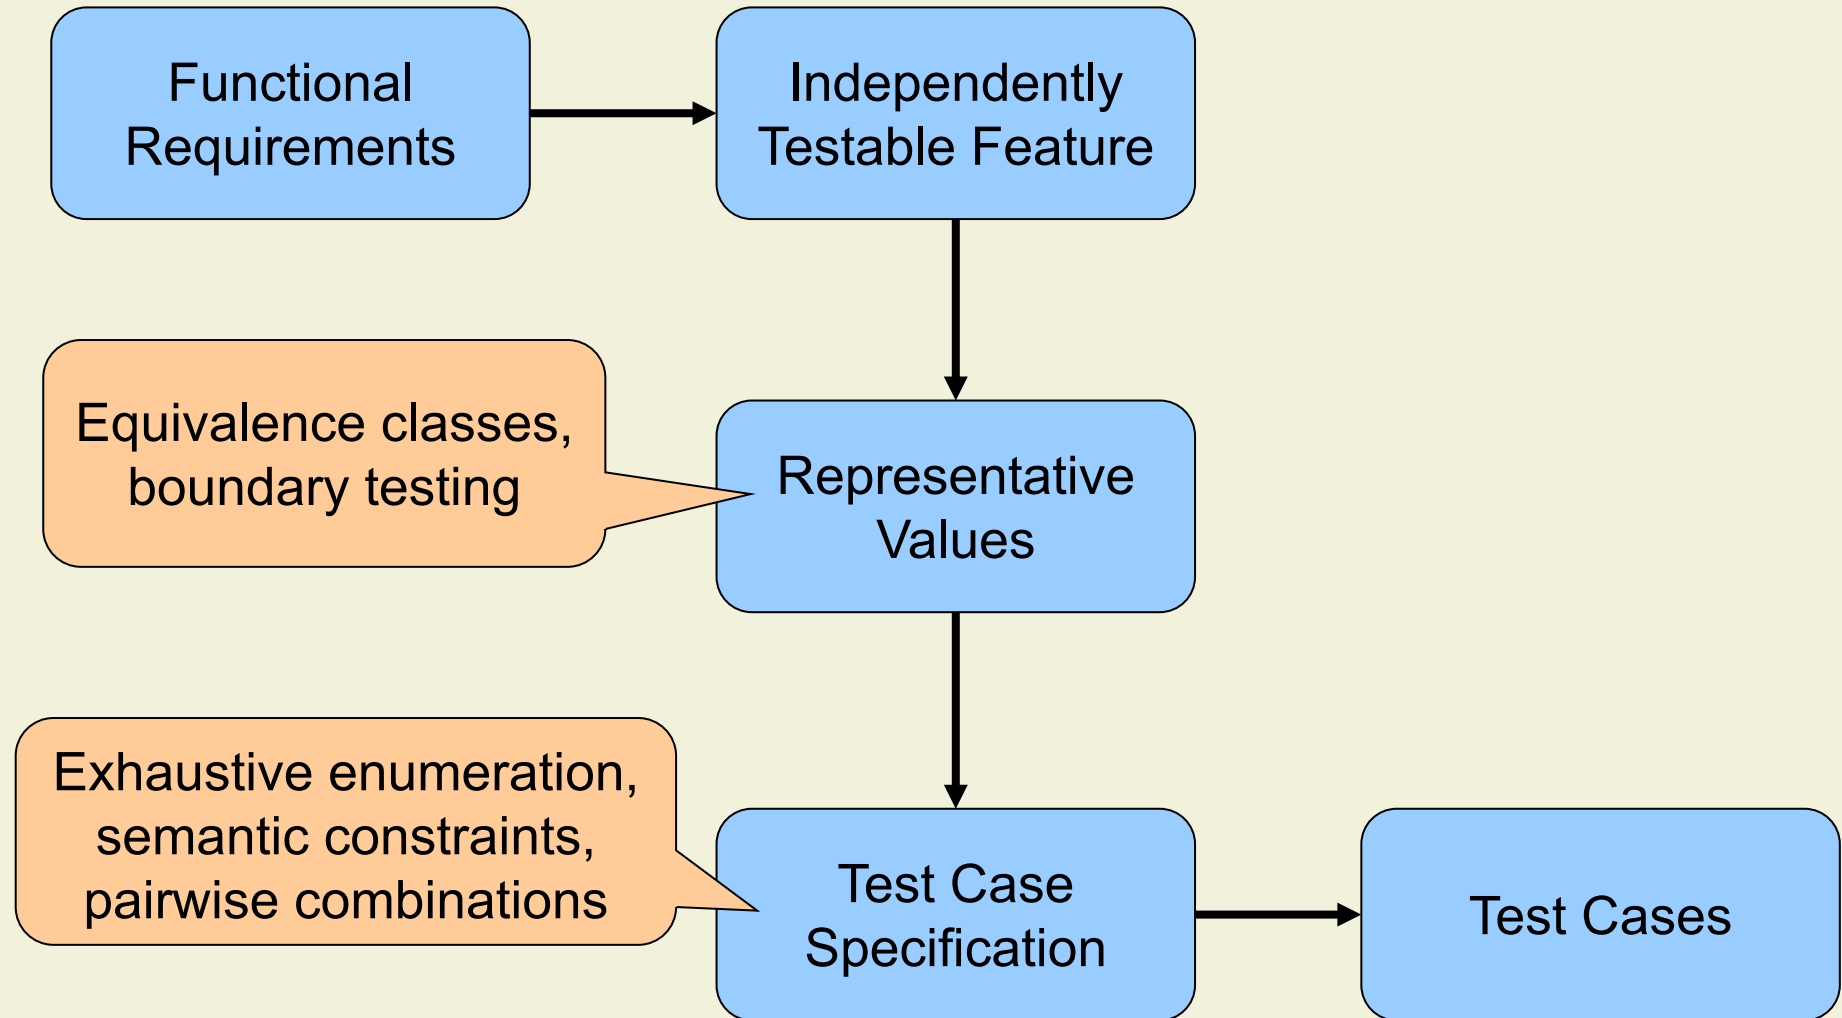 Functional
Requirements
Independently
Testable Feature
Equivalence classes,
boundary testing
Representative
Values
Exhaustive enumeration,
semantic constraints,
pairwise combinations
Test Case
Specification
Test Cases